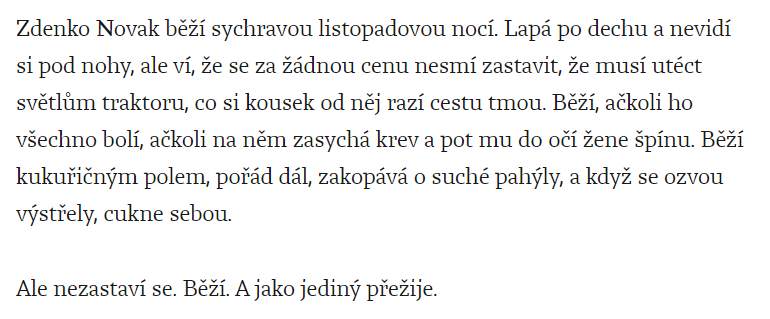 Zdenko Novak běží sychravou listopadovou nocí. Lapá po dechu a nevidí
si pod nohy, ale ví, že se za žádnou cenu nesmí zastavit, že musí utéct
světlům traktoru, co si kousek od něj razí cestu tmou. Běží, ačkoli ho
všechno bolí, ačkoli na něm zasychá krev a pot mu do očí žene špínu. Běží
kukuřičným polem, pořád dál, zakopává o suché pahýly, a když se ozvou
výstřely, cukne sebou.
Ale nezastaví se. Běží. A jako jediný přežije.